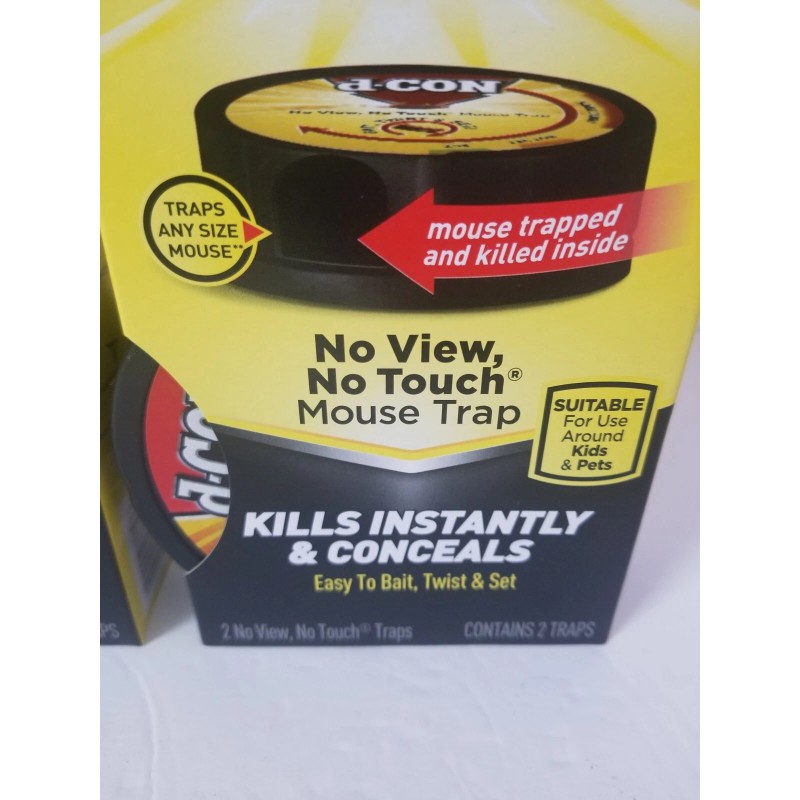 d-CON
No View, No Touch Mouse Trap
TRAPS
ANY SIZE
MOUSE**
mouse trapped
and killed inside
No View,
No Touch®
Mouse Trap
SUITABLE
For Use
Around
Kids
& Pets
d-CON
KILLS INSTANTLY
& CONCEALS
Easy To Bait, Twist & Set
2 No View, No Touch® Traps
CONTAINS 2 TRAPS
PS